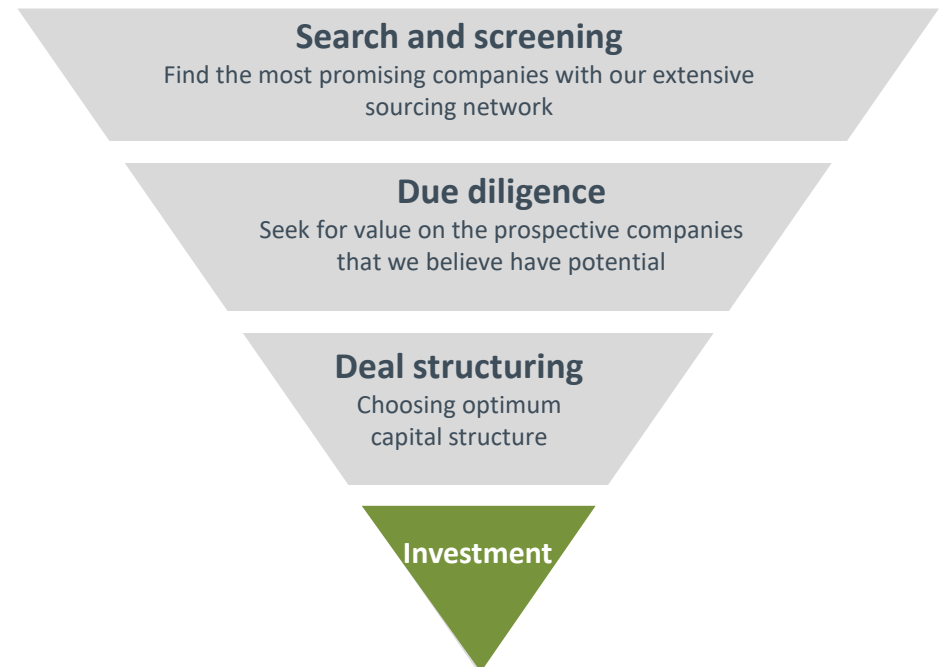 Search and screening
Find the most promising companies with our extensive
sourcing network
Due diligence
Seek for value on the prospective companies
that we believe have potential
Deal structuring
Choosing optimum
capital structure
Investment